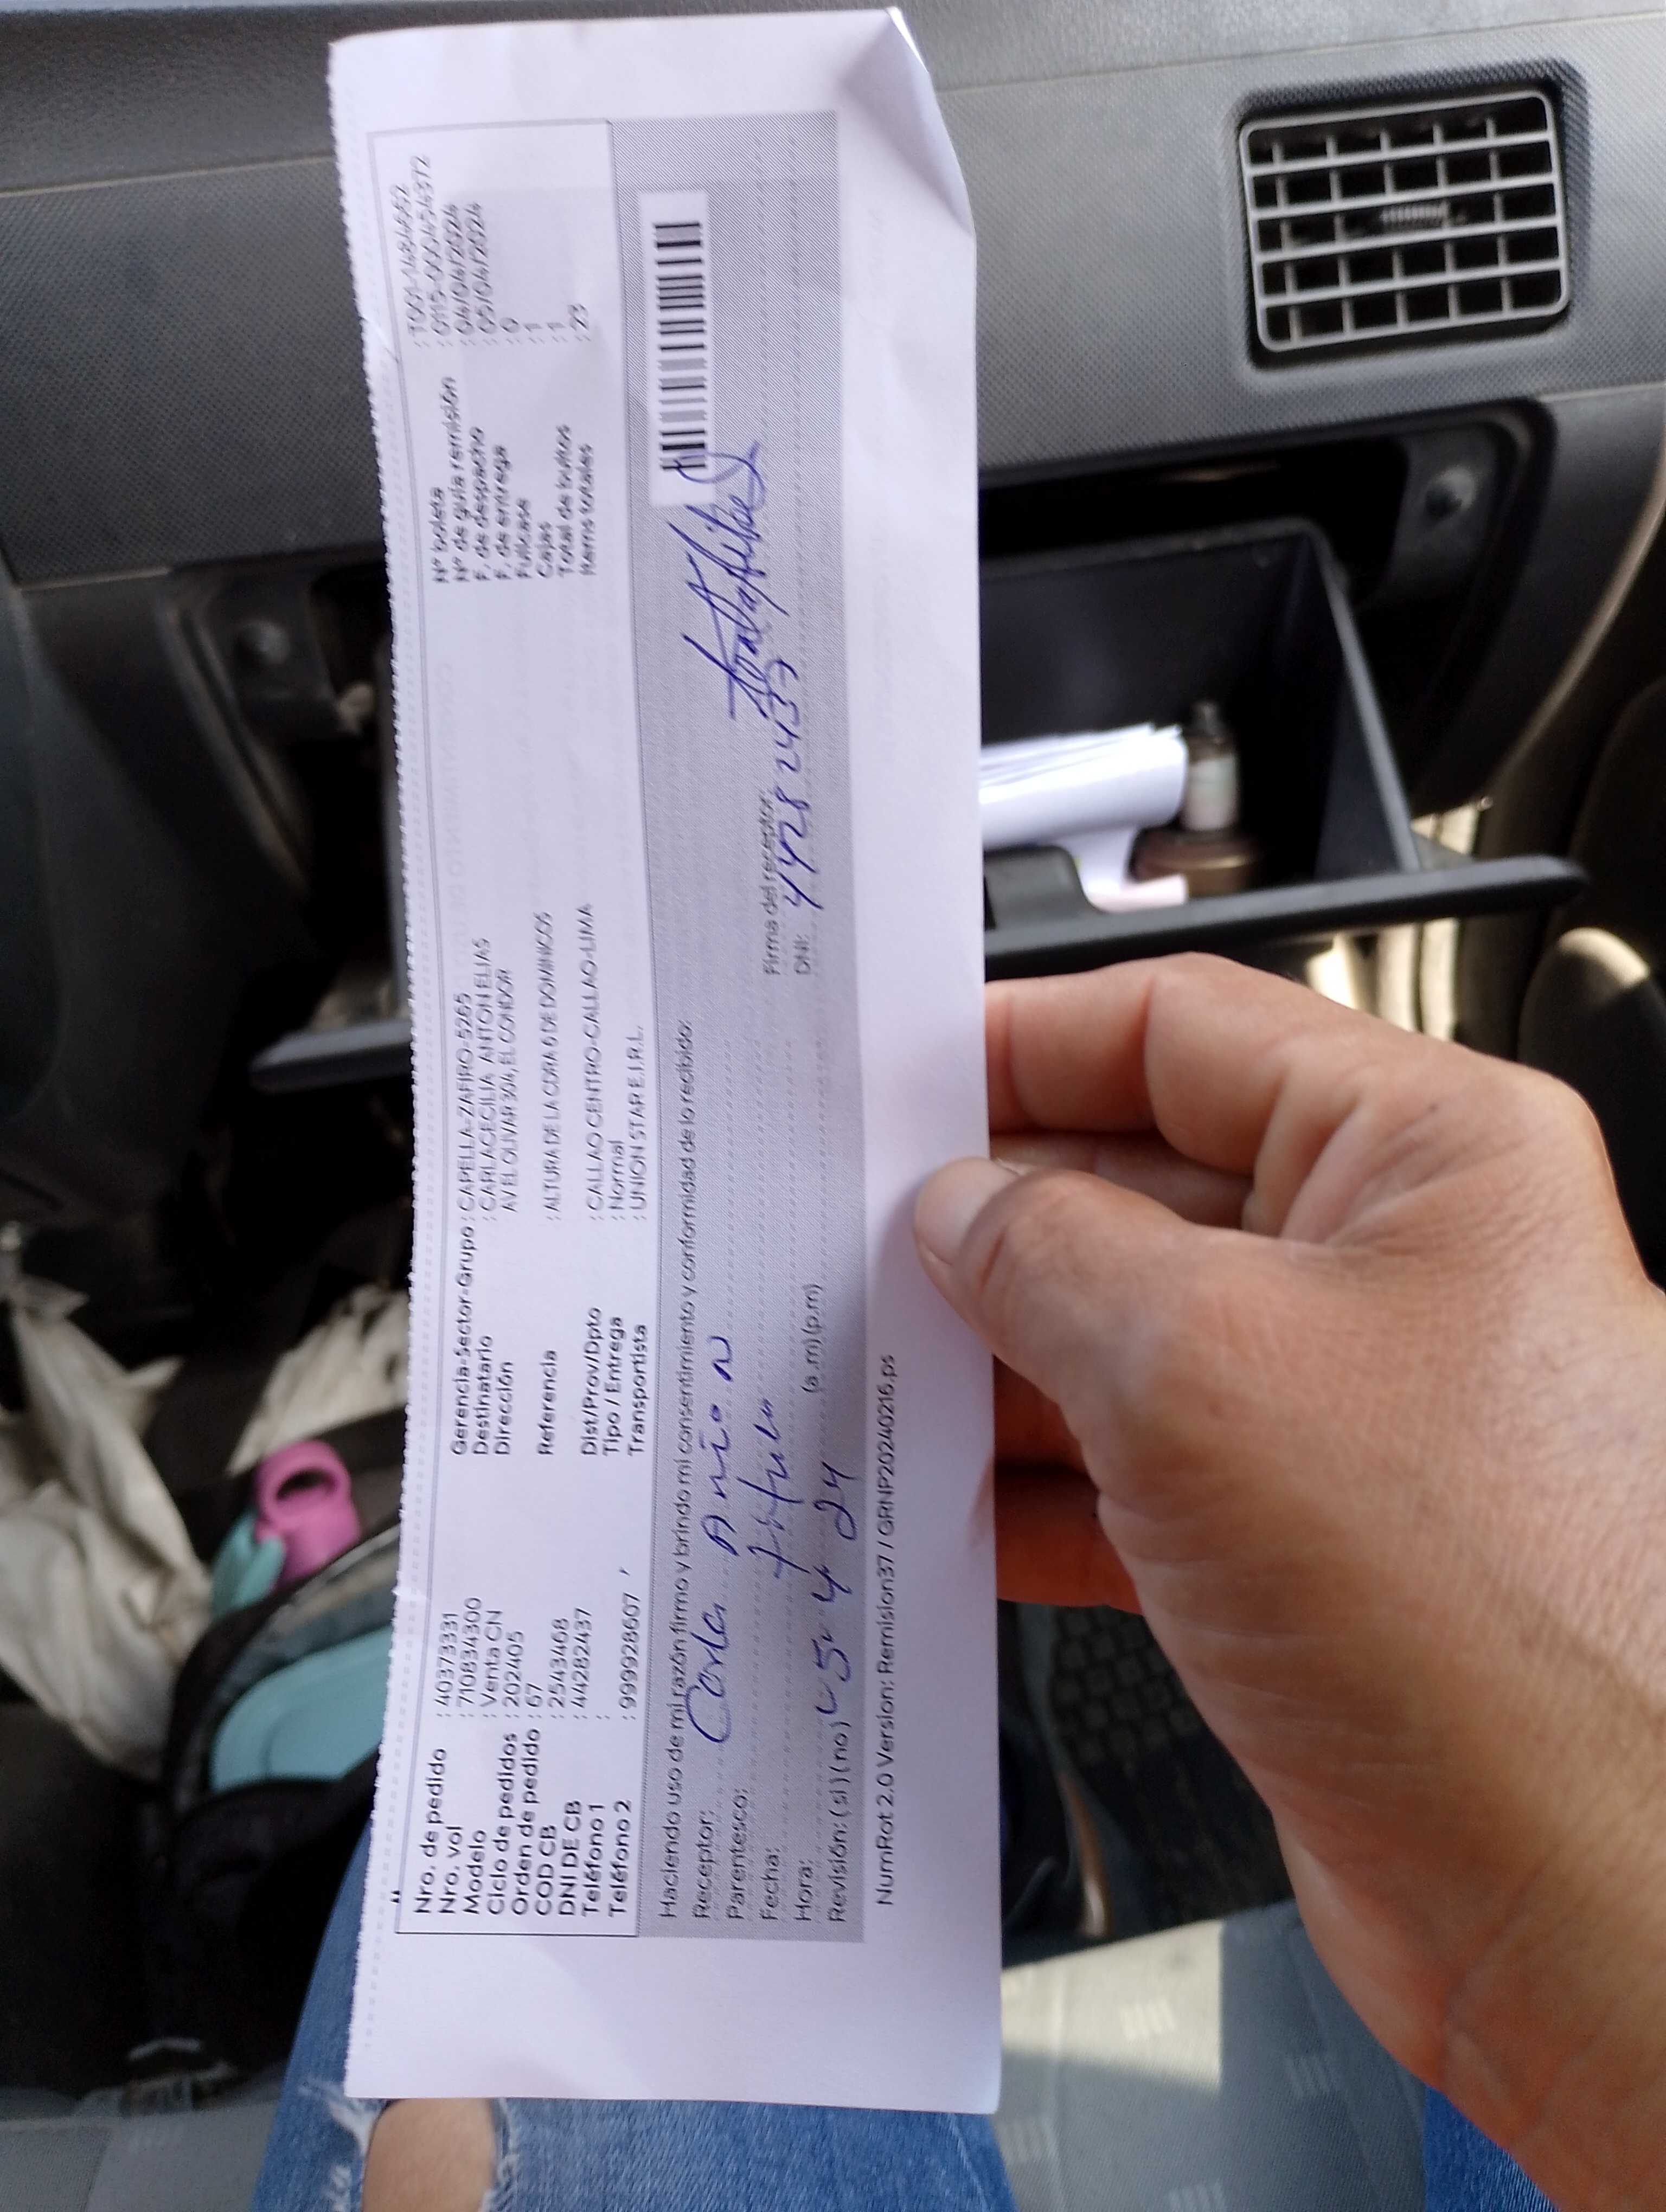 Nro. de pedido : 40373331
Nro. vol : 710834300
Modelo : Venta CN
Ciclo de pedidos : 202405
Orden de pedido : 67
COD CB : 2543468
DNI DE CB : 44282437
Teléfono 1 :
Teléfono 2 : 999928607
Gerencia-Sector-Grupo : CAPELLA-ZAFIRO-5265
Destinatario : CARLA CECILIA ANTON ELIAS
Dirección AV EL OLIVAR 304, EL CONDOR
Referencia : ALTURA DE LA CDRA 6 DE DOMINICOS
Dist/Prov/Dpto : CALLAO CENTRO-CALLAO-LIMA
Tipo / Entrega : Normal
Transportista : UNION STAR E.I.R.L.
N° boleta : T001-1484652
N° de guía remisión : 0115-0004545372
F. de despacho : 04/04/2024
F. de entrega : 05/04/2024
Fullcase : 0
Cajas : 1
Total de bultos : 1
Items totales : 23
Haciendo uso de mi razón firmo y brindo mi consentimiento y conformidad de lo recibido:
Receptor: Carla
Parentesco:
Fecha:
Hora: (a.m)(p.m)
Revisión: (si)(no) 5 4 24
Firma del receptor:
DNI: 44282437
NumRot 2.0 Version: Remision37 / GRNP20240216.ps